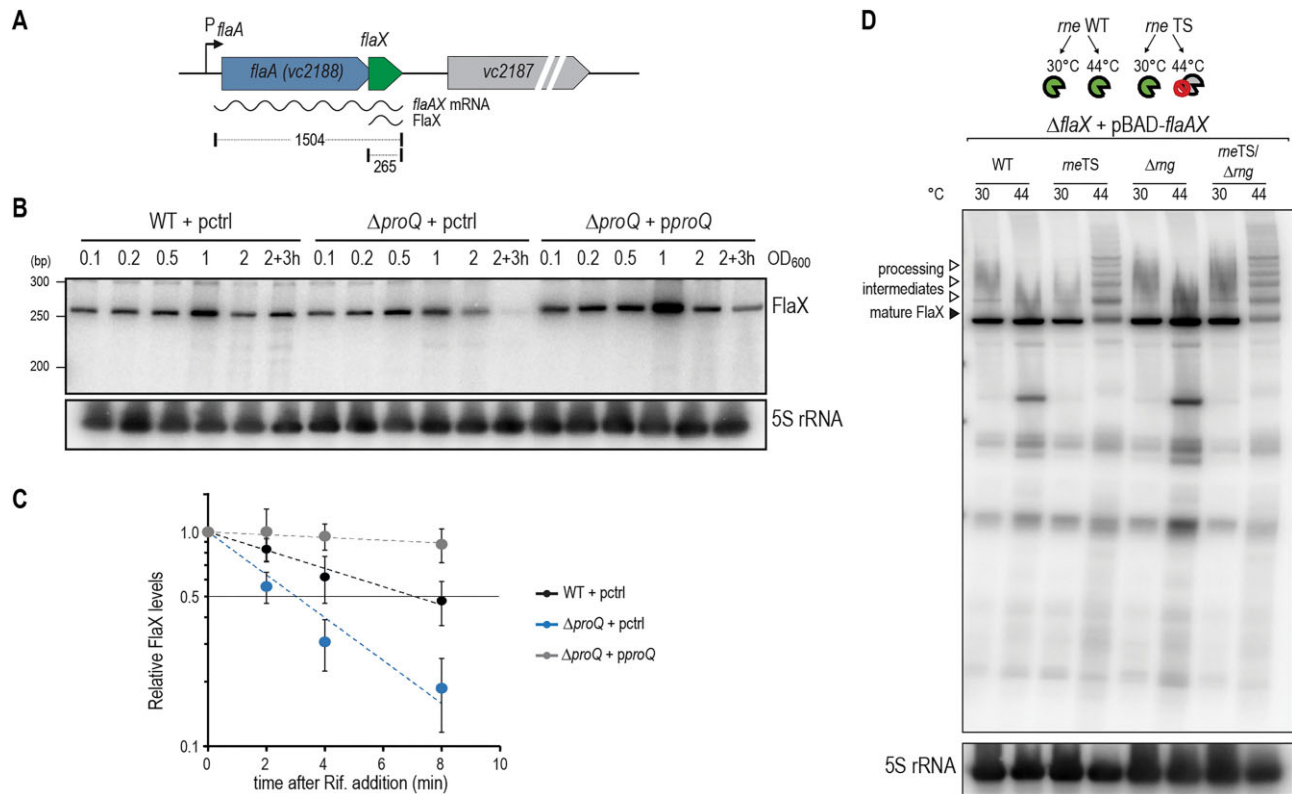 A
P flaA
flaX
flaA (vc2188)
vc2187
flaAX mRNA
FlaX
1504
265
B
WT + pctrl
ΔproQ + pctrl
ΔproQ + pproQ
(bp)
0.1 0.2 0.5 1 2 2+3h 0.1 0.2 0.5 1 2 2+3h 0.1 0.2 0.5 1 2 2+3h OD600
300
250
200
FlaX
5S rRNA
C
Relative FlaX levels
1.0
0.5
0.1
0 2 4 6 8 10
time after Rif. addition (min)
WT + pctrl
ΔproQ + pctrl
ΔproQ + pproQ
D
rne WT rne TS
30°C 44°C 30°C 44°C
ΔflaX + pBAD-flaAX
WT rneTS Δrng rneTS/
Δrng
°C 30 44 30 44 30 44 30 44
processing
intermediates
mature FlaX
5S rRNA